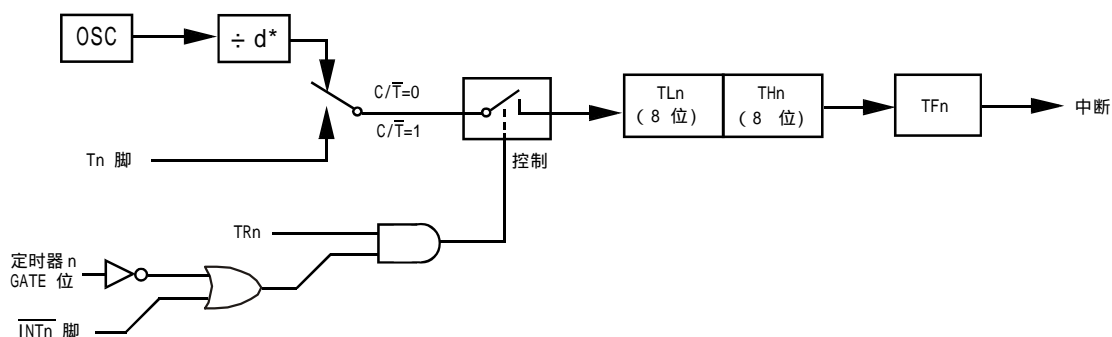 OSC
÷ d*
C/T̅=0
C/T̅=1
Tn 脚
控制
TLn
(8 位)
THn
(8 位)
TFn
中断
TRn
定时器 n
GATE 位
I̅N̅T̅n̅ 脚